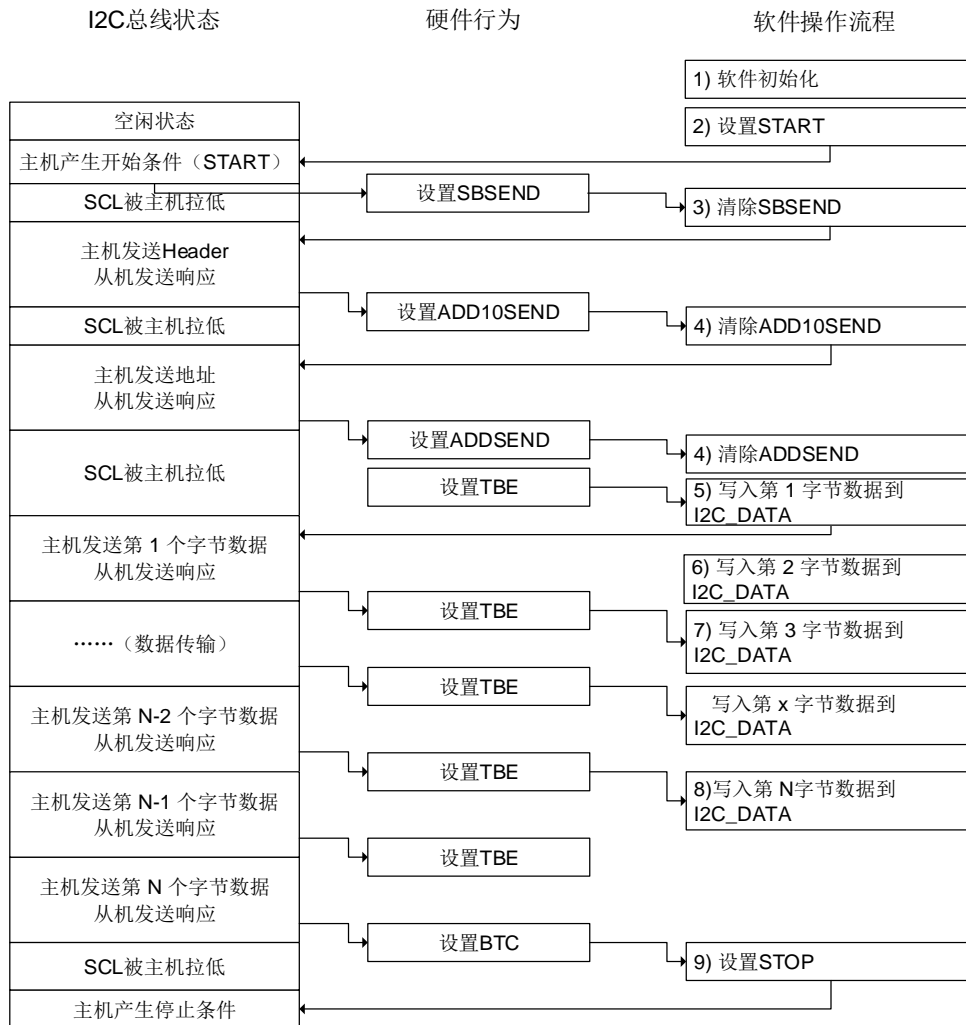 I2C总线状态 硬件行为 软件操作流程
1) 软件初始化
空闲状态
2) 设置START
主机产生开始条件（START）
SCL被主机拉低
设置SBSEND
3) 清除SBSEND
主机发送Header
从机发送响应
设置ADD10SEND
SCL被主机拉低
4) 清除ADD10SEND
主机发送地址
从机发送响应
设置ADDSEND
4) 清除ADDSEND
SCL被主机拉低
设置TBE
5) 写入第 1 字节数据到
I2C_DATA
主机发送第 1 个字节数据
从机发送响应
6) 写入第 2 字节数据到
I2C_DATA
设置TBE
7) 写入第 3 字节数据到
I2C_DATA
……（数据传输）
设置TBE
写入第 x 字节数据到
I2C_DATA
主机发送第 N-2 个字节数据
从机发送响应
设置TBE
8)写入第 N字节数据到
I2C_DATA
主机发送第 N-1 个字节数据
从机发送响应
设置TBE
主机发送第 N 个字节数据
从机发送响应
设置BTC
SCL被主机拉低
9) 设置STOP
主机产生停止条件